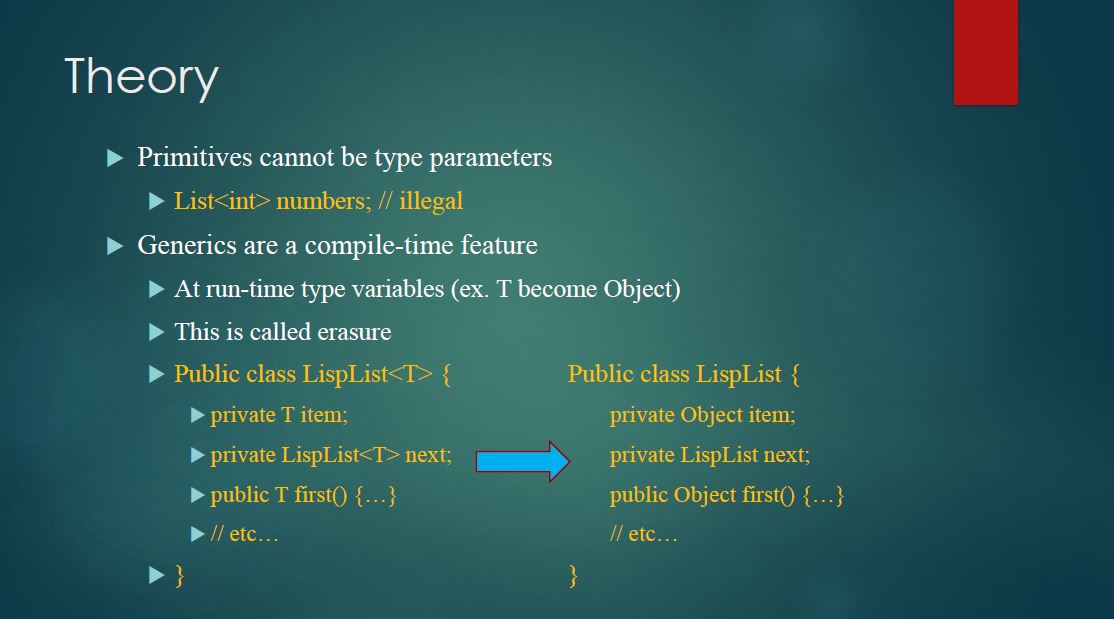 Theory
Primitives cannot be type parameters
List<int> numbers; // illegal
Generics are a compile-time feature
At run-time type variables (ex. T become Object)
This is called erasure
Public class LispList<T> { Public class LispList {
private T item; private Object item;
private LispList<T> next; private LispList next;
public T first() {…} public Object first() {…}
// etc… // etc…
} }